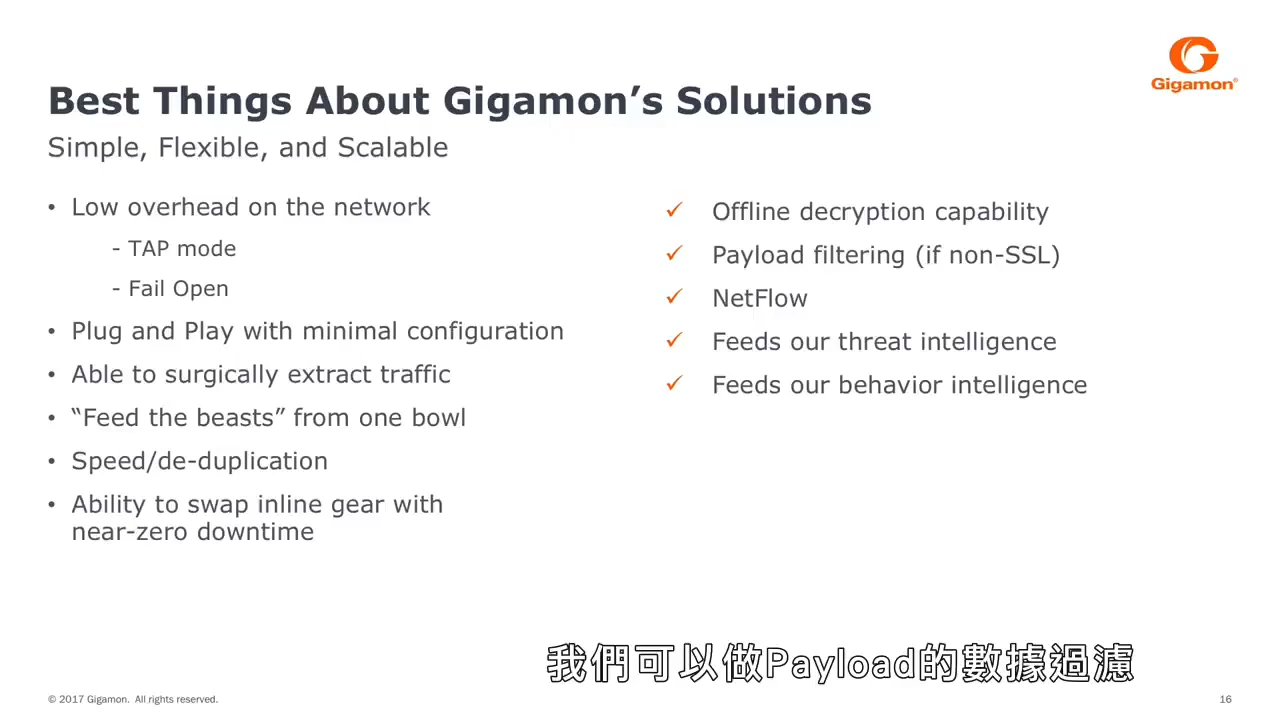 Gigamon®
Best Things About Gigamon’s Solutions
Simple, Flexible, and Scalable
• Low overhead on the network
- TAP mode
- Fail Open
• Plug and Play with minimal configuration
• Able to surgically extract traffic
• “Feed the beasts” from one bowl
• Speed/de-duplication
• Ability to swap inline gear with
near-zero downtime
✓ Offline decryption capability
✓ Payload filtering (if non-SSL)
✓ NetFlow
✓ Feeds our threat intelligence
✓ Feeds our behavior intelligence
我們可以做Payload的數據過濾
© 2017 Gigamon. All rights reserved.
16